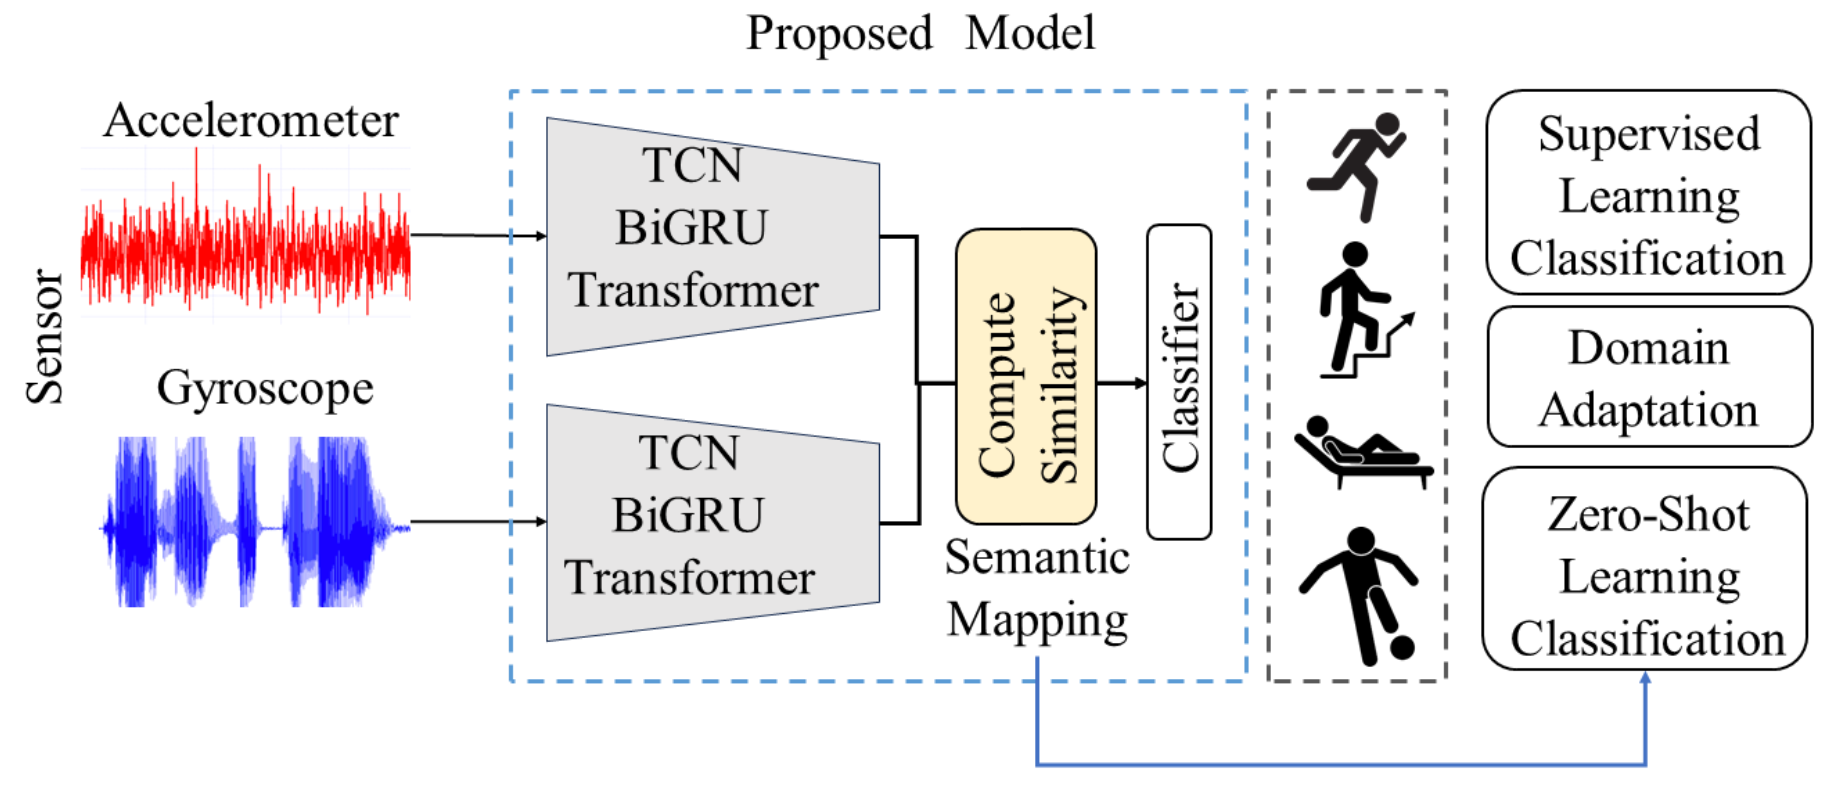 Proposed Model
Sensor
Accelerometer
Gyroscope
TCN
BiGRU
Transformer
TCN
BiGRU
Transformer
Compute
Similarity
Semantic
Mapping
Classifier
Supervised
Learning
Classification
Domain
Adaptation
Zero-Shot
Learning
Classification